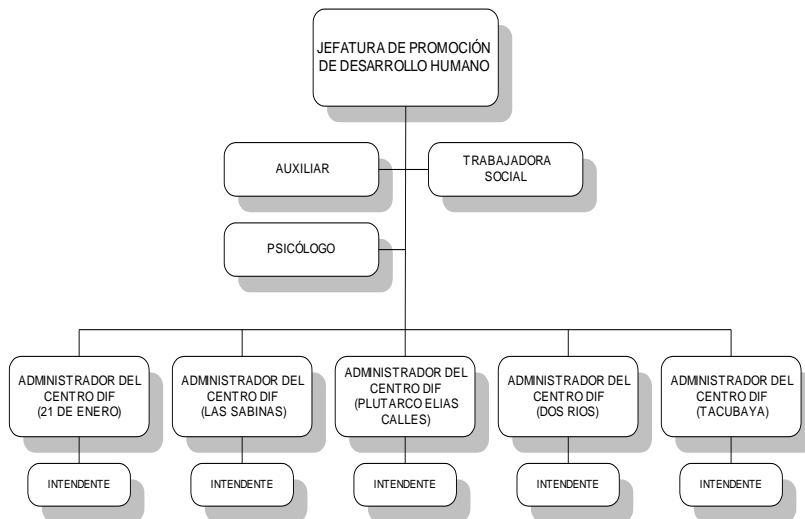 JEFATURA DE PROMOCIÓN
DE DESARROLLO HUMANO
AUXILIAR
TRABAJADORA
SOCIAL
PSICÓLOGO
ADMINISTRADOR DEL
CENTRO DIF
(21 DE ENERO)
ADMINISTRADOR DEL
CENTRO DIF
(LAS SABINAS)
ADMINISTRADOR DEL
CENTRO DIF
(PLUTARCO ELIAS
CALLES)
ADMINISTRADOR DEL
CENTRO DIF
(DOS RIOS)
ADMINISTRADOR DEL
CENTRO DIF
(TACUBAYA)
INTENDENTE
INTENDENTE
INTENDENTE
INTENDENTE
INTENDENTE